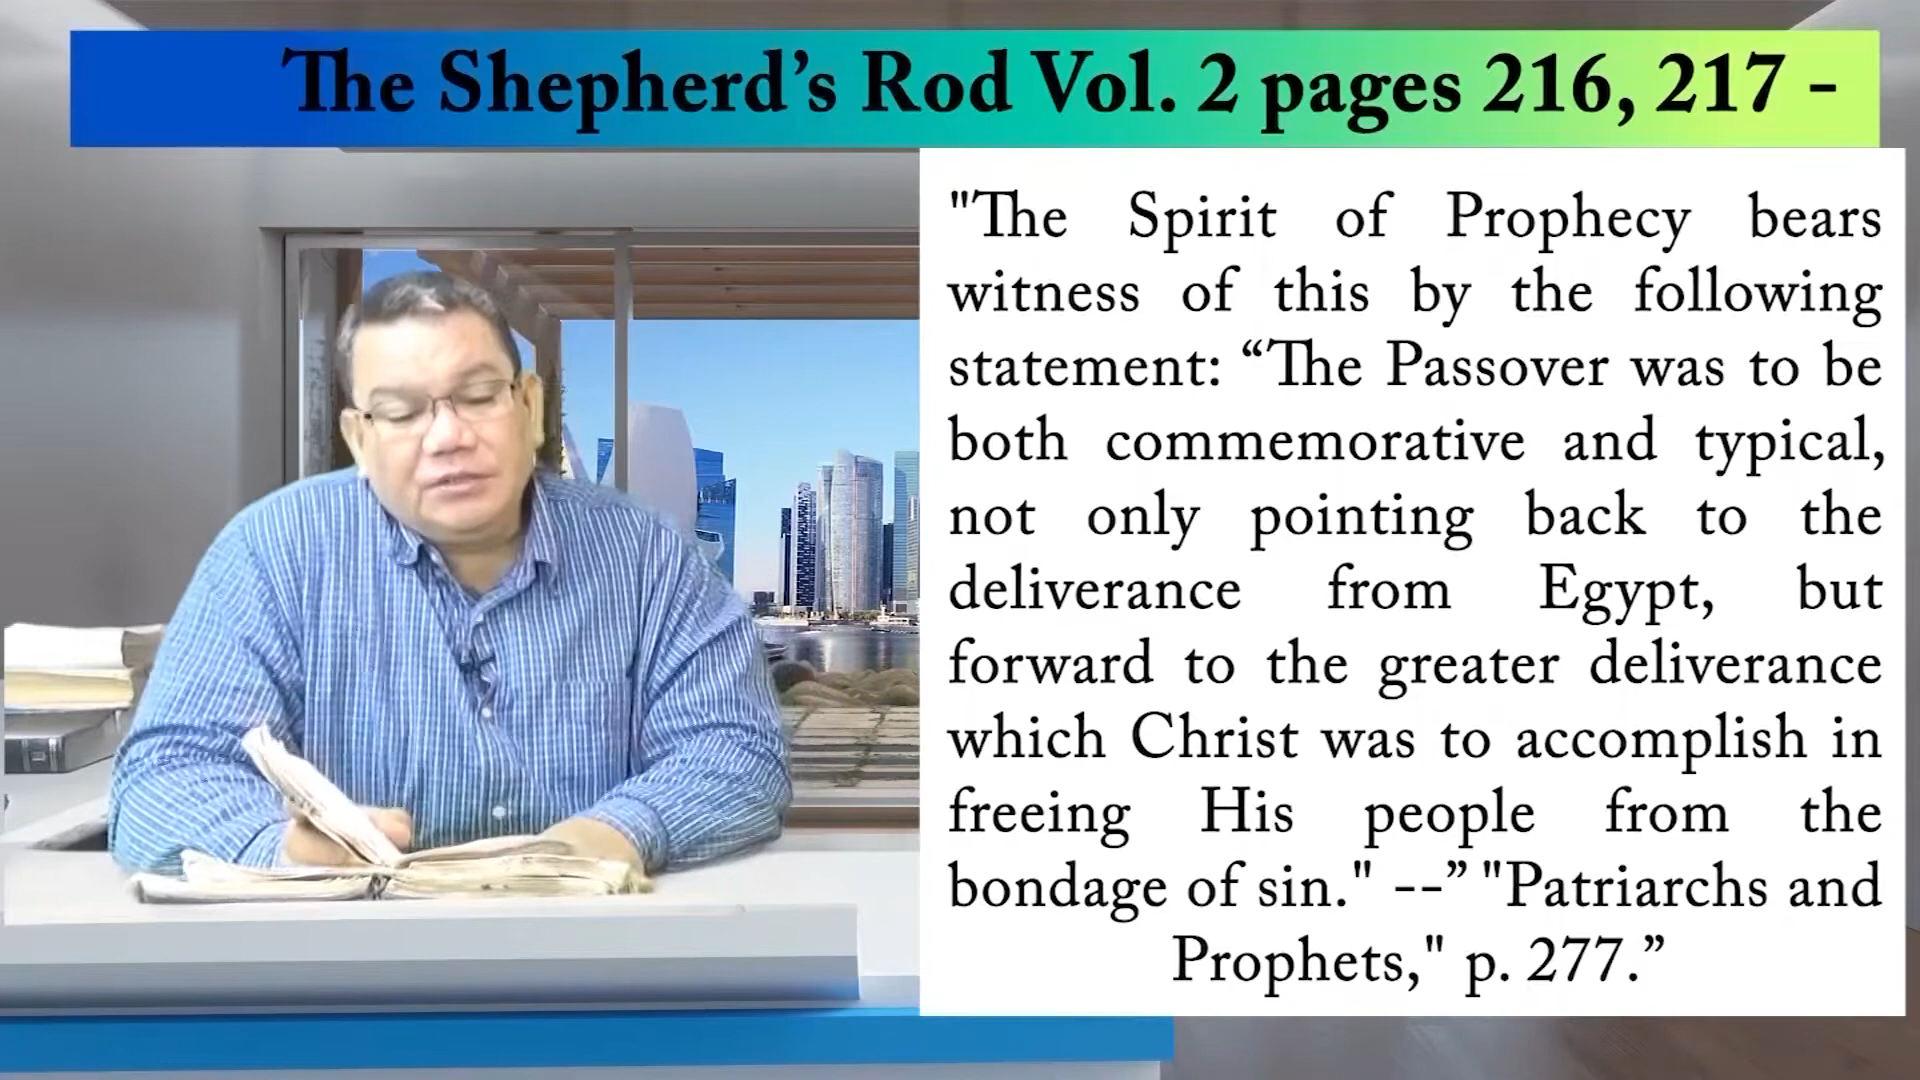 The Shepherd’s Rod Vol. 2 pages 216, 217 -
"The Spirit of Prophecy bears
witness of this by the following
statement: “The Passover was to be
both commemorative and typical,
not only pointing back to the
deliverance from Egypt, but
forward to the greater deliverance
which Christ was to accomplish in
freeing His people from the
bondage of sin." --” "Patriarchs and
Prophets," p. 277.”